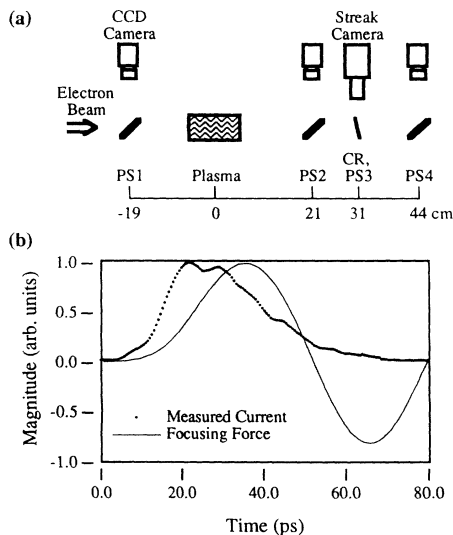 (a)
CCD
Camera
Streak
Camera
Electron
Beam
PS1
Plasma
PS2
CR,
PS3
PS4
-19
0
21
31
44 cm
(b)
Magnitude (arb. units)
1.0
0.5
0.0
-0.5
-1.0
Measured Current
Focusing Force
0.0
20.0
40.0
60.0
80.0
Time (ps)